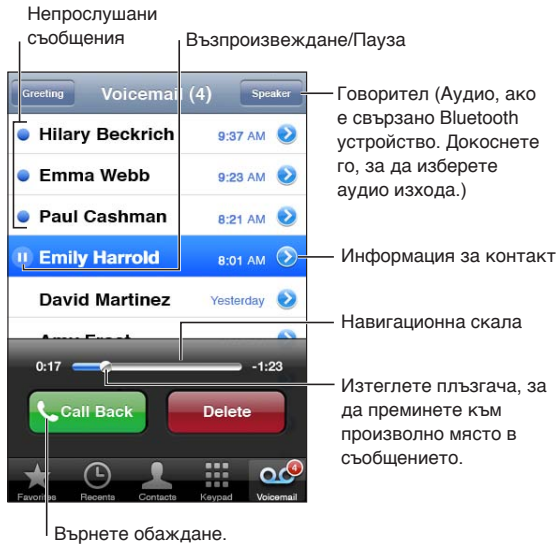 Непрослушани
съобщения
Възпроизвеждане/Пауза
Greeting
Voicemail (4)
Speaker
Говорител (Аудио, ако
е свързано Bluetooth
устройство. Докоснете
го, за да изберете
аудио изхода.)
Hilary Beckrich 9:37 AM
Emma Webb 9:23 AM
Paul Cashman 8:21 AM
Emily Harrold 8:01 AM
Информация за контакт
David Martinez Yesterday
Навигационна скала
0:17 -1:23
Изтеглете плъзгача, за
да преминете към
произволно място в
съобщението.
Call Back
Delete
4
Favorites
Recents
Contacts
Keypad
Voicemail
Върнете обаждане.